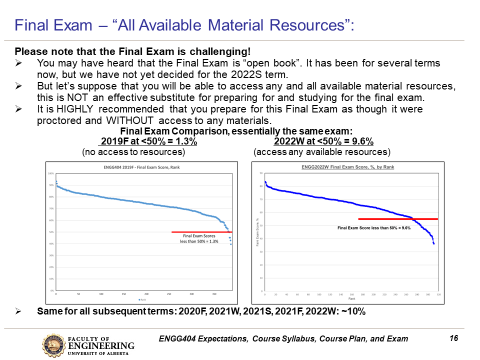 Final Exam – “All Available Material Resources”:
Please note that the Final Exam is challenging!
➢ You may have heard that the Final Exam is “open book”. It has been for several terms
now, but we have not yet decided for the 2022S term.
➢ But let’s suppose that you will be able to access any and all available material resources,
this is NOT an effective substitute for preparing for and studying for the final exam.
➢ It is HIGHLY recommended that you prepare for this Final Exam as though it were
proctored and WITHOUT access to any materials.
Final Exam Comparison, essentially the same exam:
2019F at <50% = 1.3% 2022W at <50% = 9.6%
(no access to resources) (access any available resources)
ENGG404 2019F - Final Exam Score, Rank
Final Exam Scores
less than 50% = 1.3%
ENGG2022W Final Exam Score, %, by Rank
Final Exam Score less than 50% = 9.6%
➢ Same for all subsequent terms: 2020F, 2021W, 2021S, 2021F, 2022W: ~10%
FACULTY OF
ENGINEERING
UNIVERSITY OF ALBERTA
ENGG404 Expectations, Course Syllabus, Course Plan, and Exam
16